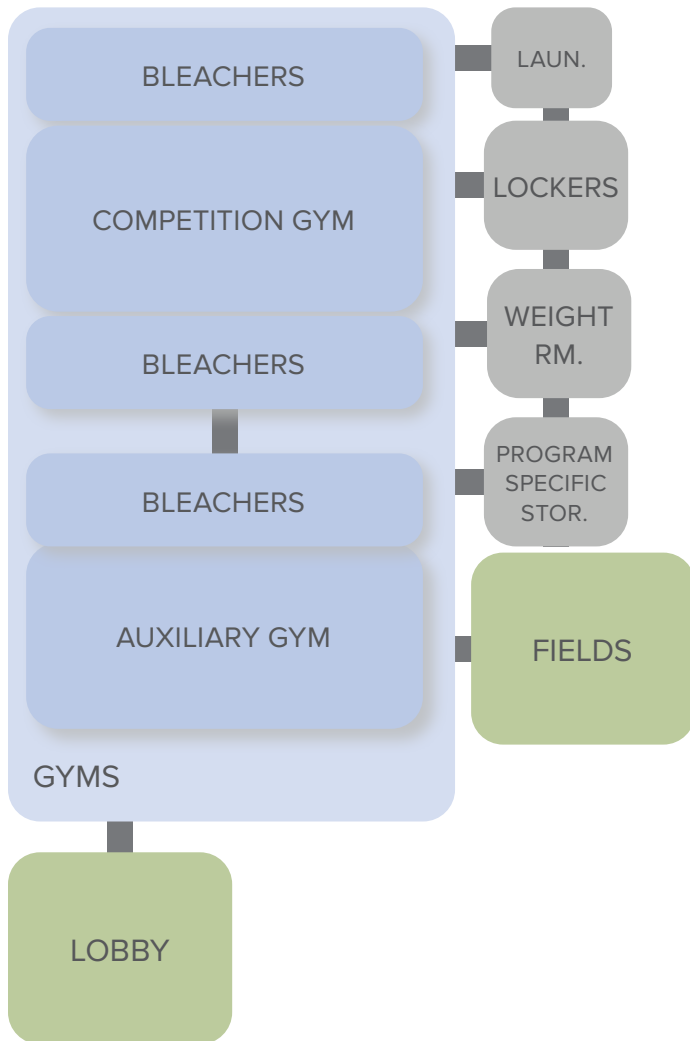 BLEACHERS
LAUN.
COMPETITION GYM
LOCKERS
BLEACHERS
WEIGHT
RM.
BLEACHERS
PROGRAM
SPECIFIC
STOR.
AUXILIARY GYM
FIELDS
GYMS
LOBBY